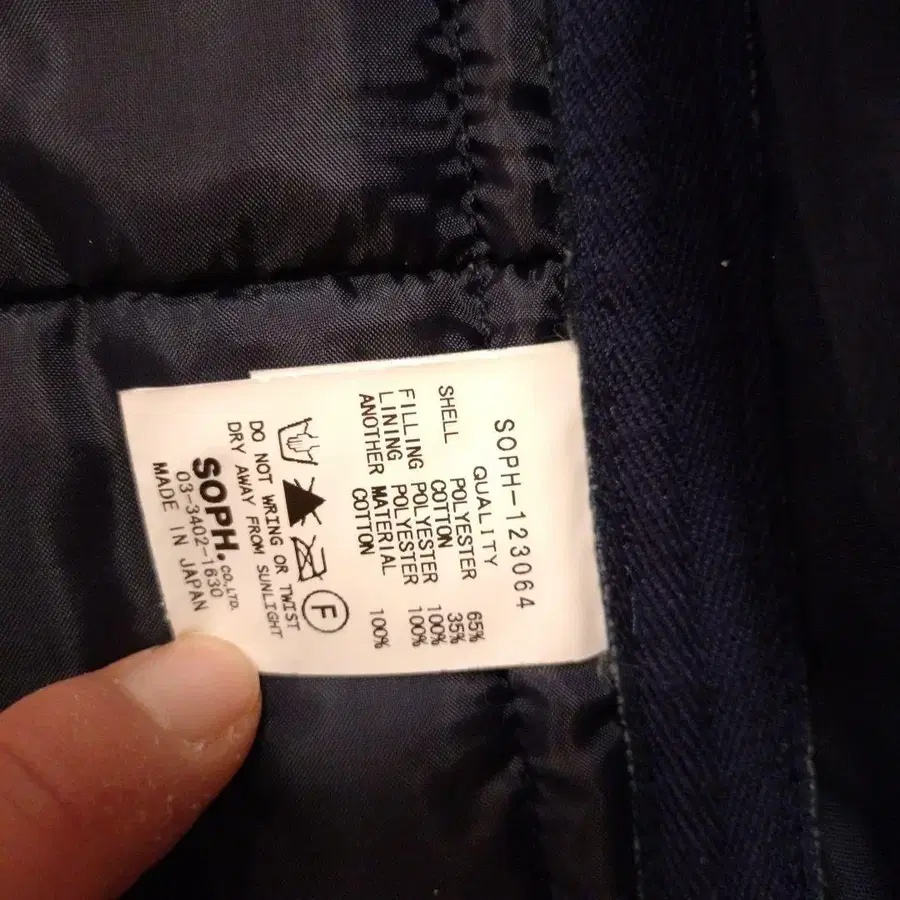 SOPH-123064
QUALITY
SHELL POLYESTER 65%
COTTON 35%
FILLING POLYESTER 100%
LINING POLYESTER 100%
ANOTHER MATERIAL
COTTON 100%
F
DO NOT WRING OR TWIST
DRY AWAY FROM SUNLIGHT
SOPH.CO.,LTD.
03-3402-1630
MADE IN JAPAN